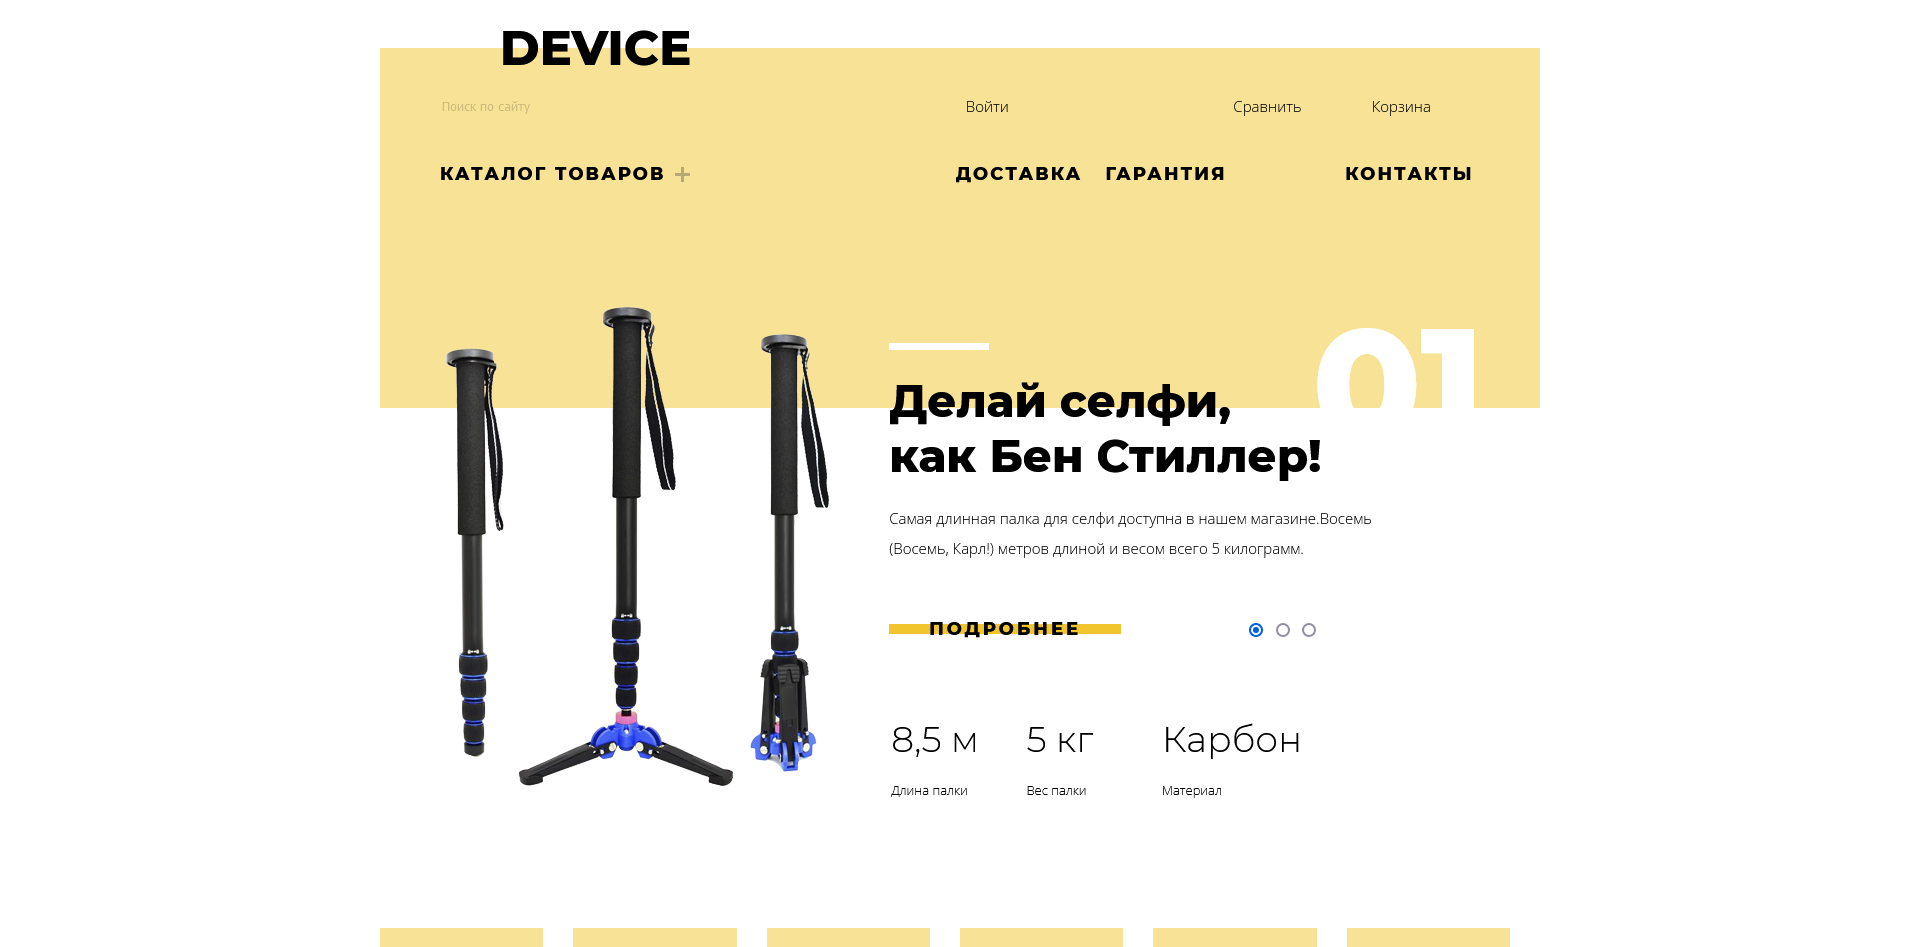 DEVICE
Поиск по сайту
Войти
Сравнить
Корзина
КАТАЛОГ ТОВАРОВ +
ДОСТАВКА
ГАРАНТИЯ
КОНТАКТЫ
01
Делай селфи,
как Бен Стиллер!
Самая длинная палка для селфи доступна в нашем магазине.Восемь
(Восемь, Карл!) метров длиной и весом всего 5 килограмм.
ПОДРОБНЕЕ
8,5 м
5 кг
Карбон
Длина палки
Вес палки
Материал